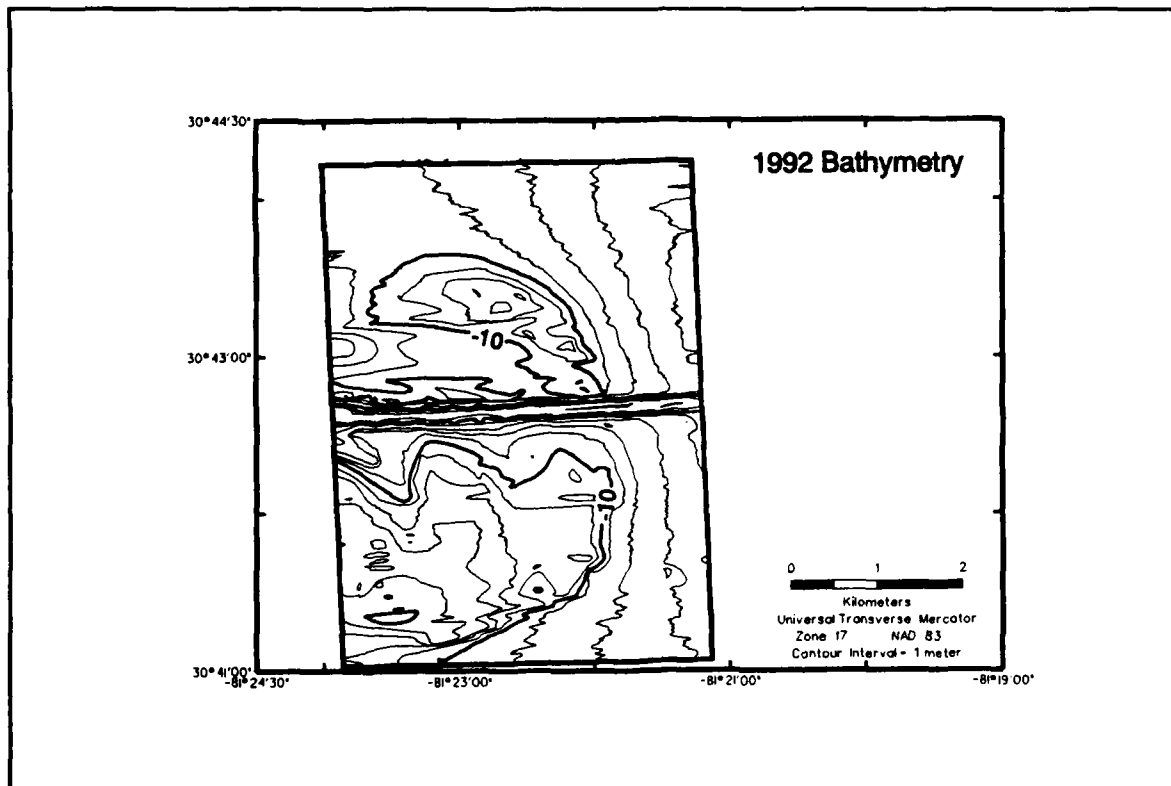 30°44'30"
1992 Bathymetry
-10
30°43'00"
-10
0 1 2
Kilometers
Universal Transverse Mercator
Zone 17 NAD 83
Contour Interval - 1 meter
30°41'00"
-81°24'30" -81°23'00" -81°21'00" -81°19'00"